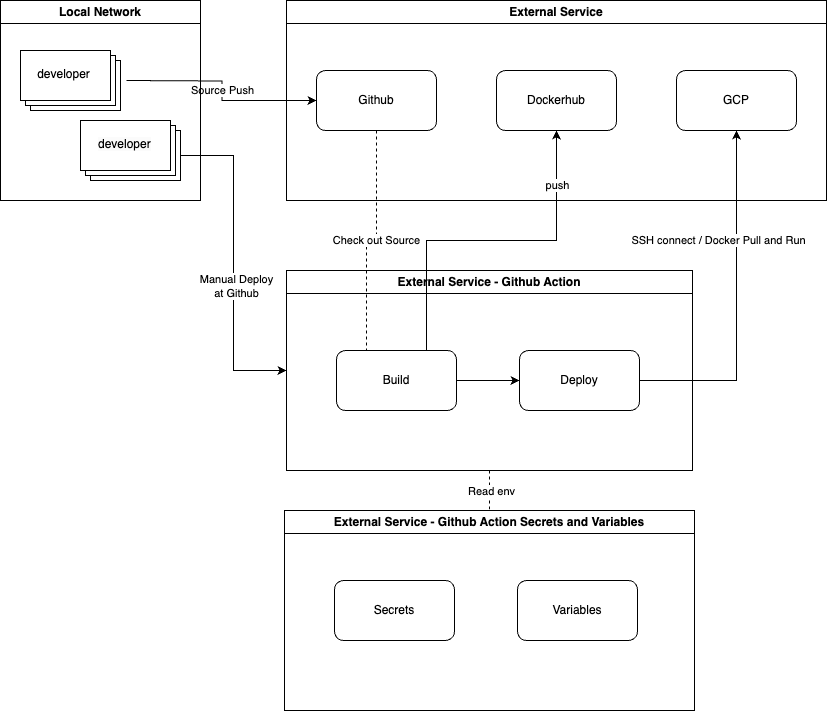 Local Network
External Service
developer
Source Push
Github
Dockerhub
GCP
developer
push
Check out Source
SSH connect / Docker Pull and Run
Manual Deploy
at Github
External Service - Github Action
Build
Deploy
Read env
External Service - Github Action Secrets and Variables
Secrets
Variables